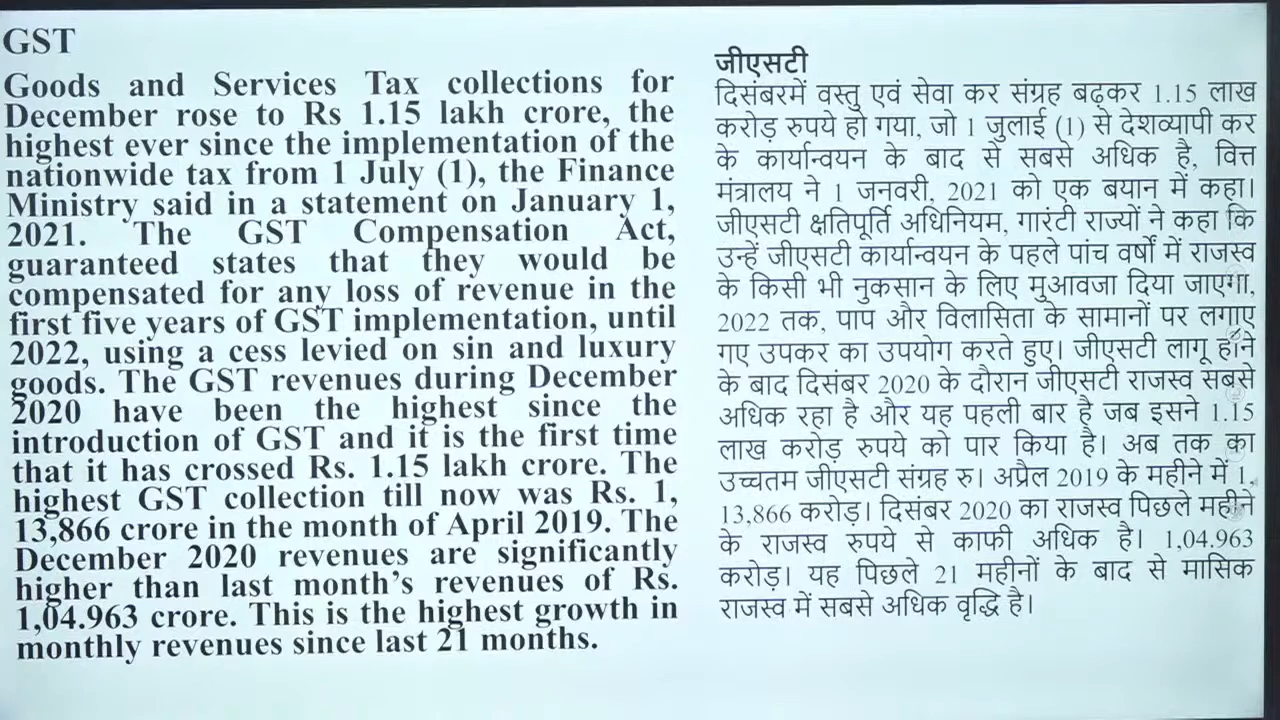 GST
Goods and Services Tax collections for
December rose to Rs 1.15 lakh crore, the
highest ever since the implementation of the
nationwide tax from 1 July (1), the Finance
Ministry said in a statement on January 1,
2021. The GST Compensation Act,
guaranteed states that they would be
compensated for any loss of revenue in the
first five years of GST implementation, until
2022, using a cess levied on sin and luxury
goods. The GST revenues during December
2020 have been the highest since the
introduction of GST and it is the first time
that it has crossed Rs. 1.15 lakh crore. The
highest GST collection till now was Rs. 1,
13,866 crore in the month of April 2019. The
December 2020 revenues are significantly
higher than last month’s revenues of Rs.
1,04.963 crore. This is the highest growth in
monthly revenues since last 21 months.
जीएसटी
दिसंबरमें वस्तु एवं सेवा कर संग्रह बढ़कर 1.15 लाख
करोड़ रुपये हो गया, जो 1 जुलाई (1) से देशव्यापी कर
के कार्यान्वयन के बाद से सबसे अधिक है, वित्त
मंत्रालय ने 1 जनवरी, 2021 को एक बयान में कहा।
जीएसटी क्षतिपूर्ति अधिनियम, गारंटी राज्यों ने कहा कि
उन्हें जीएसटी कार्यान्वयन के पहले पांच वर्षों में राजस्व
के किसी भी नुकसान के लिए मुआवजा दिया जाएगा,
2022 तक, पाप और विलासिता के सामानों पर लगाए
गए उपकर का उपयोग करते हुए। जीएसटी लागू होने
के बाद दिसंबर 2020 के दौरान जीएसटी राजस्व सबसे
अधिक रहा है और यह पहली बार है जब इसने 1.15
लाख करोड़ रुपये को पार किया है। अब तक का
उच्चतम जीएसटी संग्रह रु। अप्रैल 2019 के महीने में 1,
13,866 करोड़। दिसंबर 2020 का राजस्व पिछले महीने
के राजस्व रुपये से काफी अधिक है। 1,04.963
करोड़। यह पिछले 21 महीनों के बाद से मासिक
राजस्व में सबसे अधिक वृद्धि है।